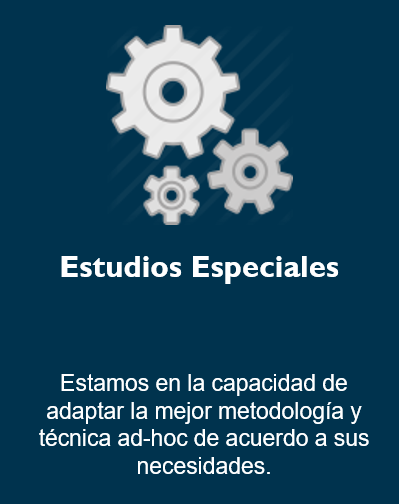 Estudios Especiales
Estamos en la capacidad de
adaptar la mejor metodología y
técnica ad-hoc de acuerdo a sus
necesidades.